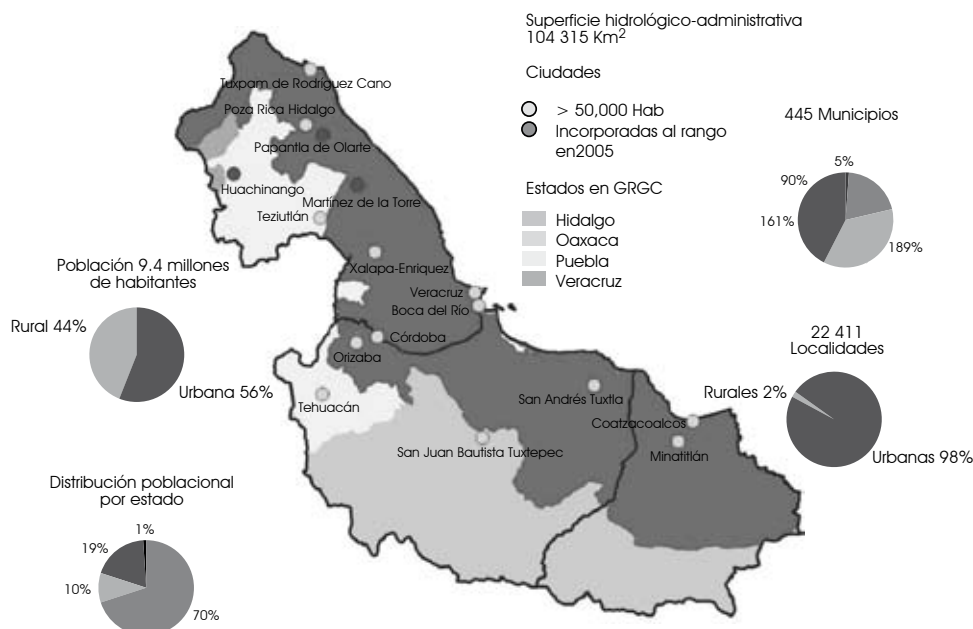 Superficie hidrológico-administrativa
104 315 Km²
Ciudades
> 50,000 Hab
Incorporadas al rango
en2005
Estados en GRGC
Hidalgo
Oaxaca
Puebla
Veracruz
445 Municipios
5%
90%
161%
189%
Tuxpam de Rodríguez Cano
Poza Rica Hidalgo
Papantla de Olarte
Huachinango
Martínez de la Torre
Teziutlán
Xalapa-Enriquez
Veracruz
Boca del Río
Córdoba
Orizaba
Tehuacán
San Andrés Tuxtla
Coatzacoalcos
San Juan Bautista Tuxtepec
Minatitlán
Población 9.4 millones
de habitantes
Rural 44%
Urbana 56%
22 411
Localidades
Rurales 2%
Urbanas 98%
Distribución poblacional
por estado
1%
19%
10%
70%